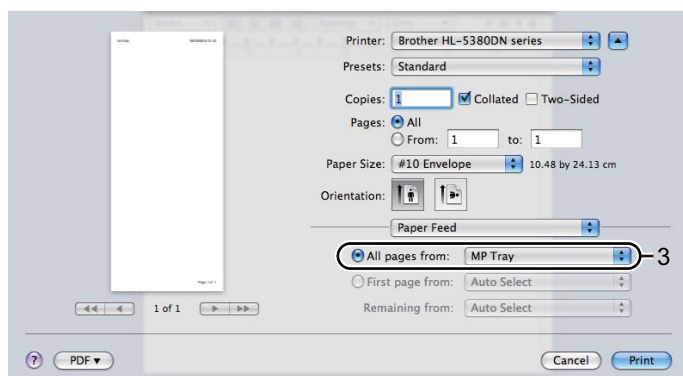 Printer: Brother HL-5380DN series
Presets: Standard
Copies: 1 Collated Two-Sided
Pages: All
From: 1 to: 1
Paper Size: #10 Envelope 10.48 by 24.13 cm
Orientation:
Paper Feed
All pages from: MP Tray 3
First page from: Auto Select
Remaining from: Auto Select
Page 1 of 1
1 of 1
? PDF Cancel Print